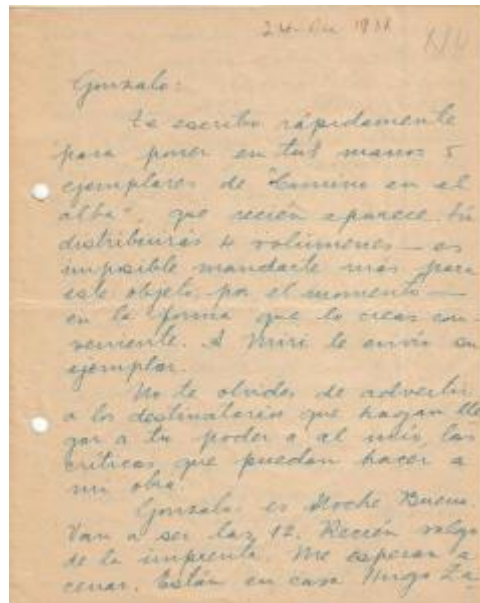 24- Dic 1938
Gonzalo:
Te escribo rápidamente
para poner en tus manos 5
ejemplares de "Camino en el
alba", que recién aparece. Tú
distribuirás 4 volúmenes — es
imposible mandarte más para
este objeto, por el momento —
en la forma que lo creas con-
veniente. A Miri le envío su
ejemplar.
No te olvides de advertir
a los destinatarios que hagan lle
gar a tu poder o al mío, las
críticas que puedan hacer a
mi obra.
Gonzalo: es Noche Buena.
Van a ser las 12. Recién salgo
de la imprenta. Me esperan a
cenar. Están en casa Hugo Za